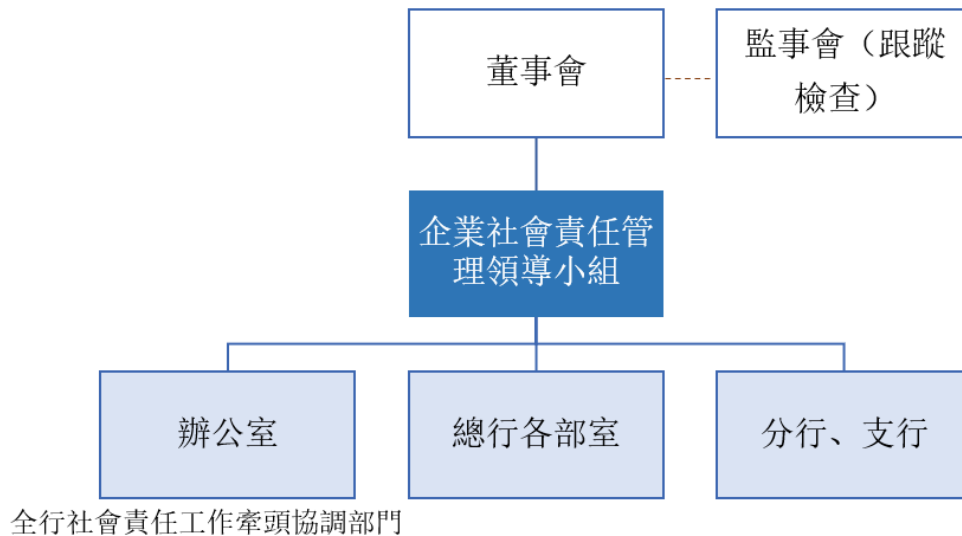 董事會
監事會（跟蹤
檢查）
企業社會責任管
理領導小組
辦公室
總行各部室
分行、支行
全行社會責任工作牽頭協調部門